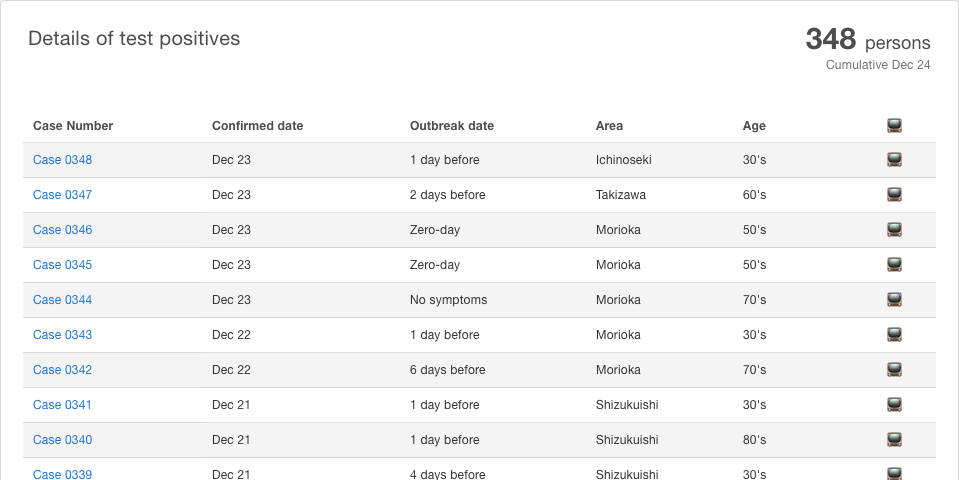 Details of test positives
348 persons
Cumulative Dec 24
Case Number Confirmed date Outbreak date Area Age
Case 0348 Dec 23 1 day before Ichinoseki 30's
Case 0347 Dec 23 2 days before Takizawa 60's
Case 0346 Dec 23 Zero-day Morioka 50's
Case 0345 Dec 23 Zero-day Morioka 50's
Case 0344 Dec 23 No symptoms Morioka 70's
Case 0343 Dec 22 1 day before Morioka 30's
Case 0342 Dec 22 6 days before Morioka 70's
Case 0341 Dec 21 1 day before Shizukuishi 30's
Case 0340 Dec 21 1 day before Shizukuishi 80's
Case 0339 Dec 21 4 days before Shizukuishi 30's